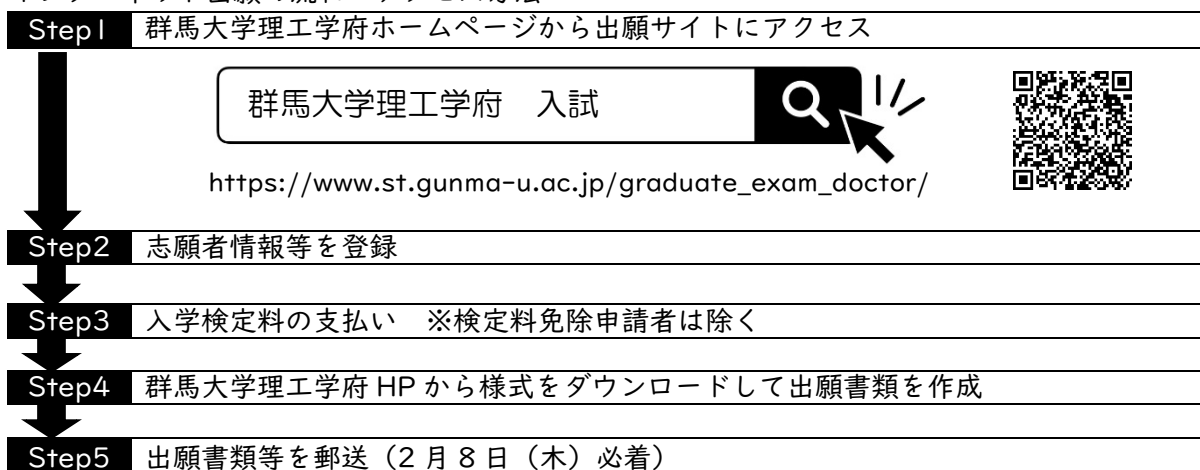 Step1 群馬大学理工学府ホームページから出願サイトにアクセス
群馬大学理工学府 入試
https://www.st.gunma-u.ac.jp/graduate_exam_doctor/
Step2 志願者情報等を登録
Step3 入学検定料の支払い ※検定料免除申請者は除く
Step4 群馬大学理工学府 HP から様式をダウンロードして出願書類を作成
Step5 出願書類等を郵送（2 月 8 日（木）必着）